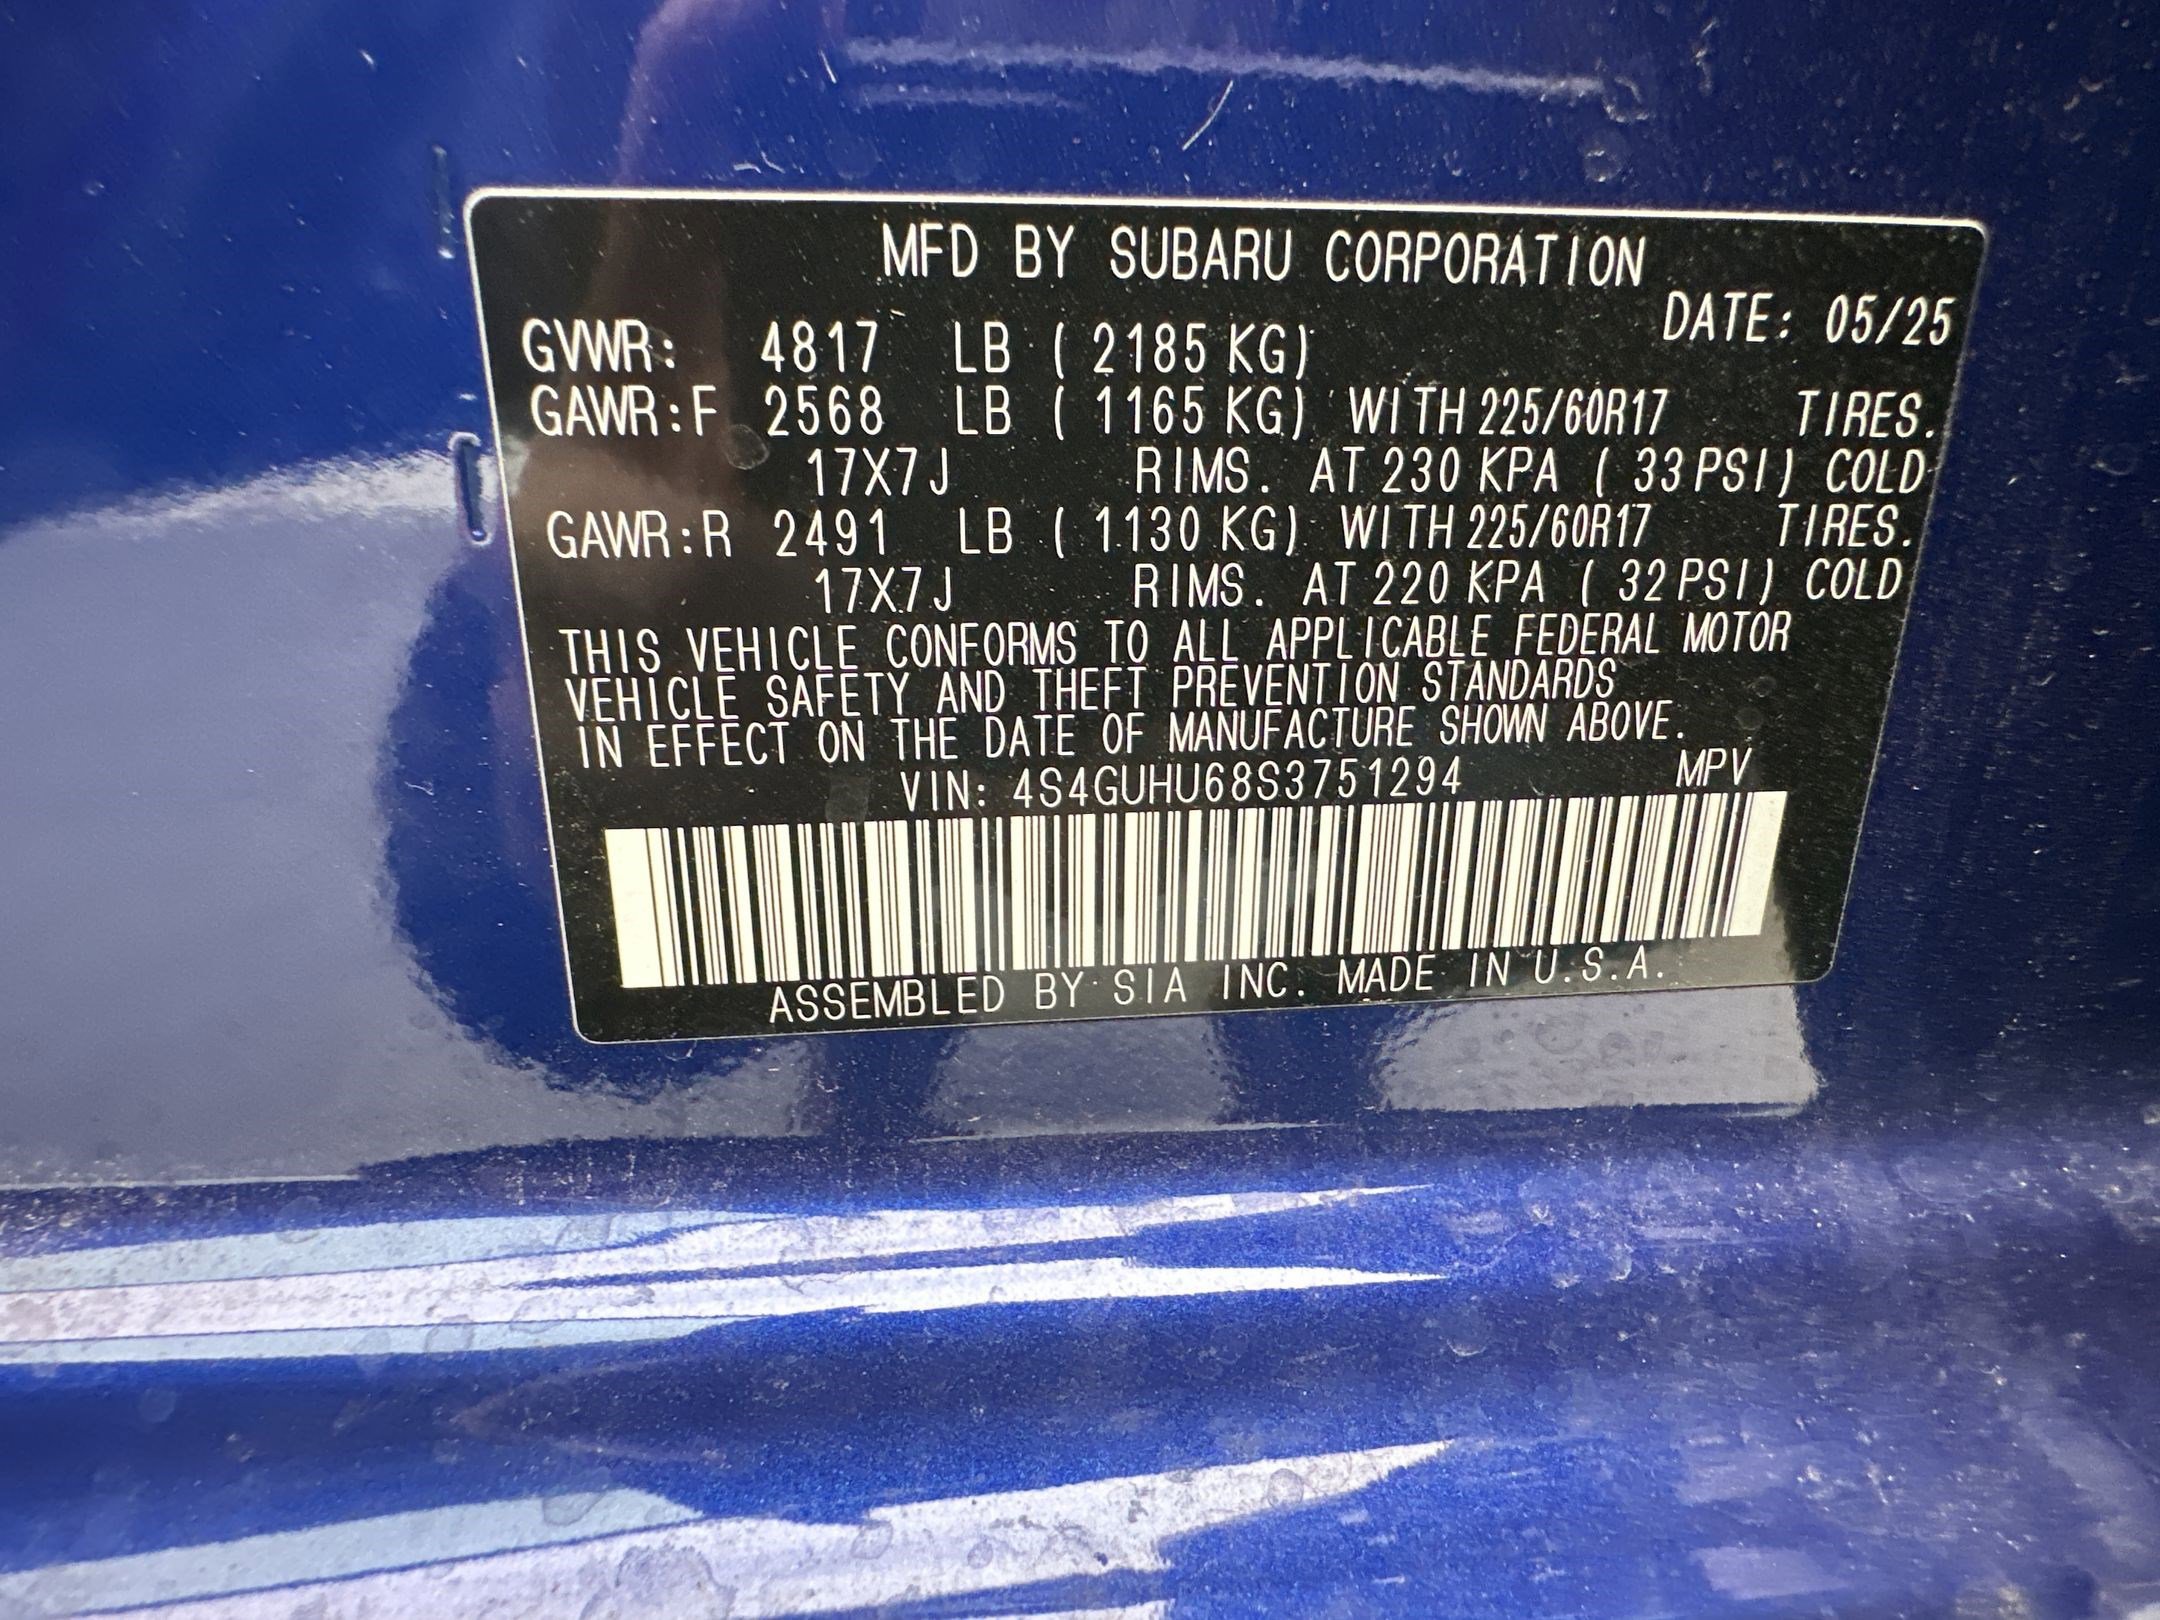 MFD BY SUBARU CORPORATION
DATE: 05/25
GVWR: 4817 LB ( 2185 KG)
GAWR:F 2568 LB ( 1165 KG) WITH 225/60R17 TIRES.
17X7J RIMS. AT 230 KPA ( 33 PSI) COLD
GAWR:R 2491 LB ( 1130 KG) WITH 225/60R17 TIRES.
17X7J RIMS. AT 220 KPA ( 32 PSI) COLD
THIS VEHICLE CONFORMS TO ALL APPLICABLE FEDERAL MOTOR
VEHICLE SAFETY AND THEFT PREVENTION STANDARDS
IN EFFECT ON THE DATE OF MANUFACTURE SHOWN ABOVE.
VIN: 4S4GUHU68S3751294 MPV
ASSEMBLED BY SIA INC. MADE IN U.S.A.